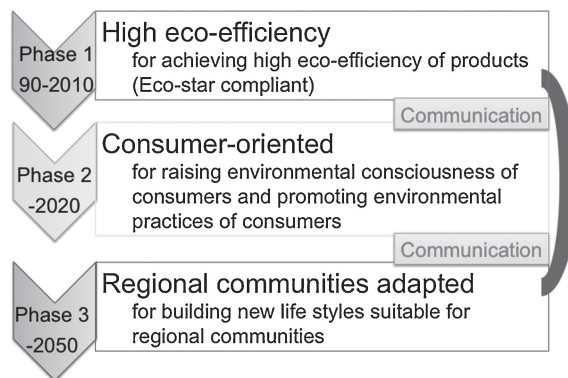 Phase 1
90-2010
High eco-efficiency
for achieving high eco-efficiency of products
(Eco-star compliant)
Communication
Phase 2
-2020
Consumer-oriented
for raising environmental consciousness of
consumers and promoting environmental
practices of consumers
Communication
Phase 3
-2050
Regional communities adapted
for building new life styles suitable for
regional communities